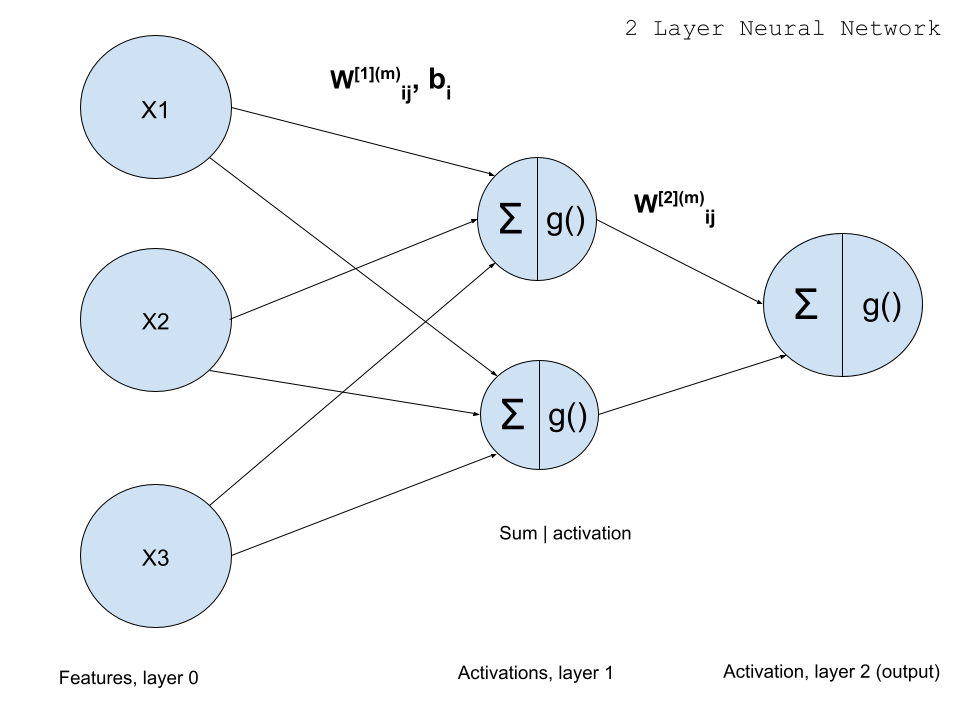 2 Layer Neural Network
X1
W[1](m)ij, bi
Σ g()
W[2](m)ij
X2
Σ g()
Σ g()
Sum | activation
X3
Features, layer 0
Activations, layer 1
Activation, layer 2 (output)